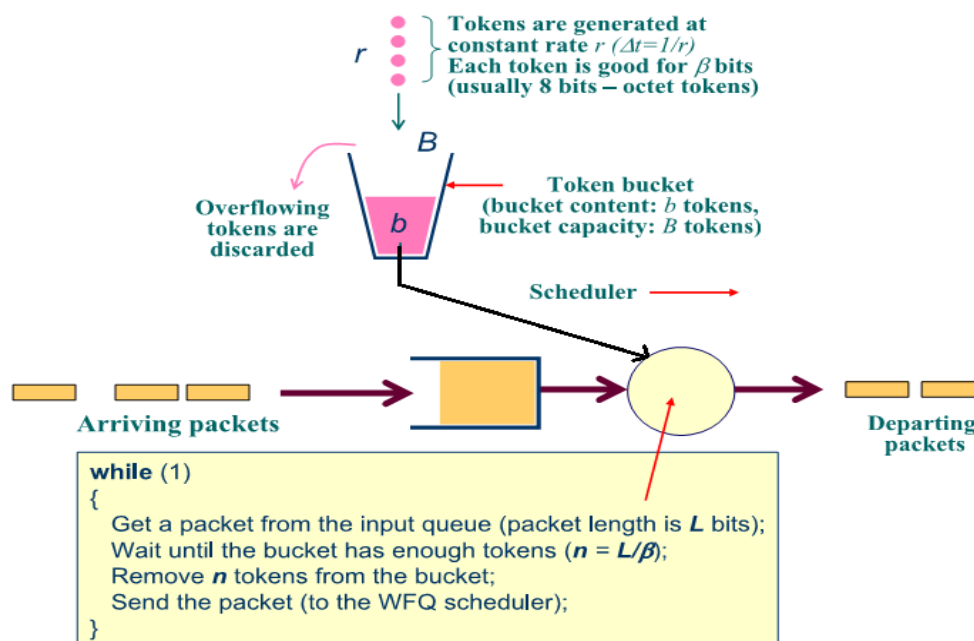 Tokens are generated at
constant rate r (Δt=1/r)
Each token is good for β bits
(usually 8 bits – octet tokens)
r
B
Overflowing
tokens are
discarded
b
Token bucket
(bucket content: b tokens,
bucket capacity: B tokens)
Scheduler
Arriving packets
Departing
packets
while (1)
{
Get a packet from the input queue (packet length is L bits);
Wait until the bucket has enough tokens (n = L/β);
Remove n tokens from the bucket;
Send the packet (to the WFQ scheduler);
}